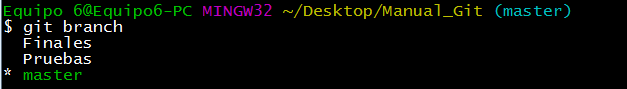 Equipo 6@Equipo6-PC MINGW32 ~/Desktop/Manual_Git (master)
$ git branch
  Finales
  Pruebas
* master